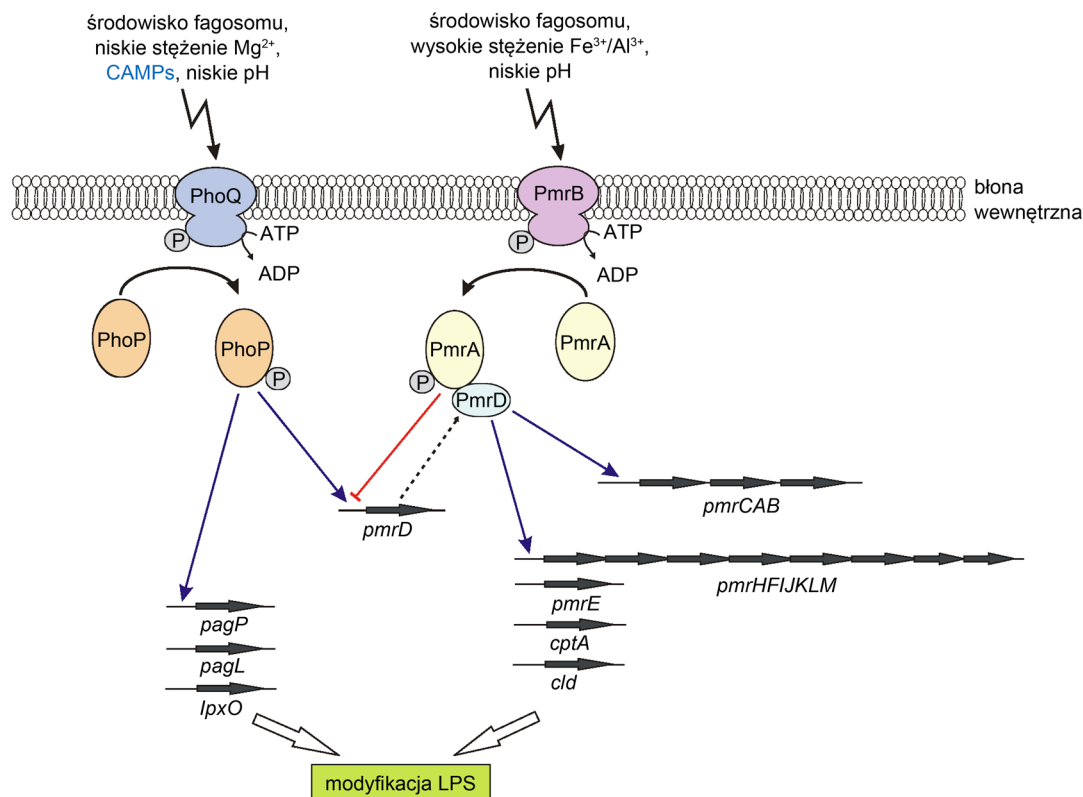 środowisko fagosomu,
niskie stężenie Mg²⁺,
CAMPs, niskie pH
środowisko fagosomu,
wysokie stężenie Fe³⁺/Al³⁺,
niskie pH
PhoQ
PmrB
błona
wewnętrzna
P
ATP
ADP
P
ATP
ADP
PhoP
PhoP
P
PmrA
P
PmrD
PmrA
pmrD
pmrCAB
pmrHFIJKLM
pmrE
cptA
cld
pagP
pagL
lpxO
modyfikacja LPS